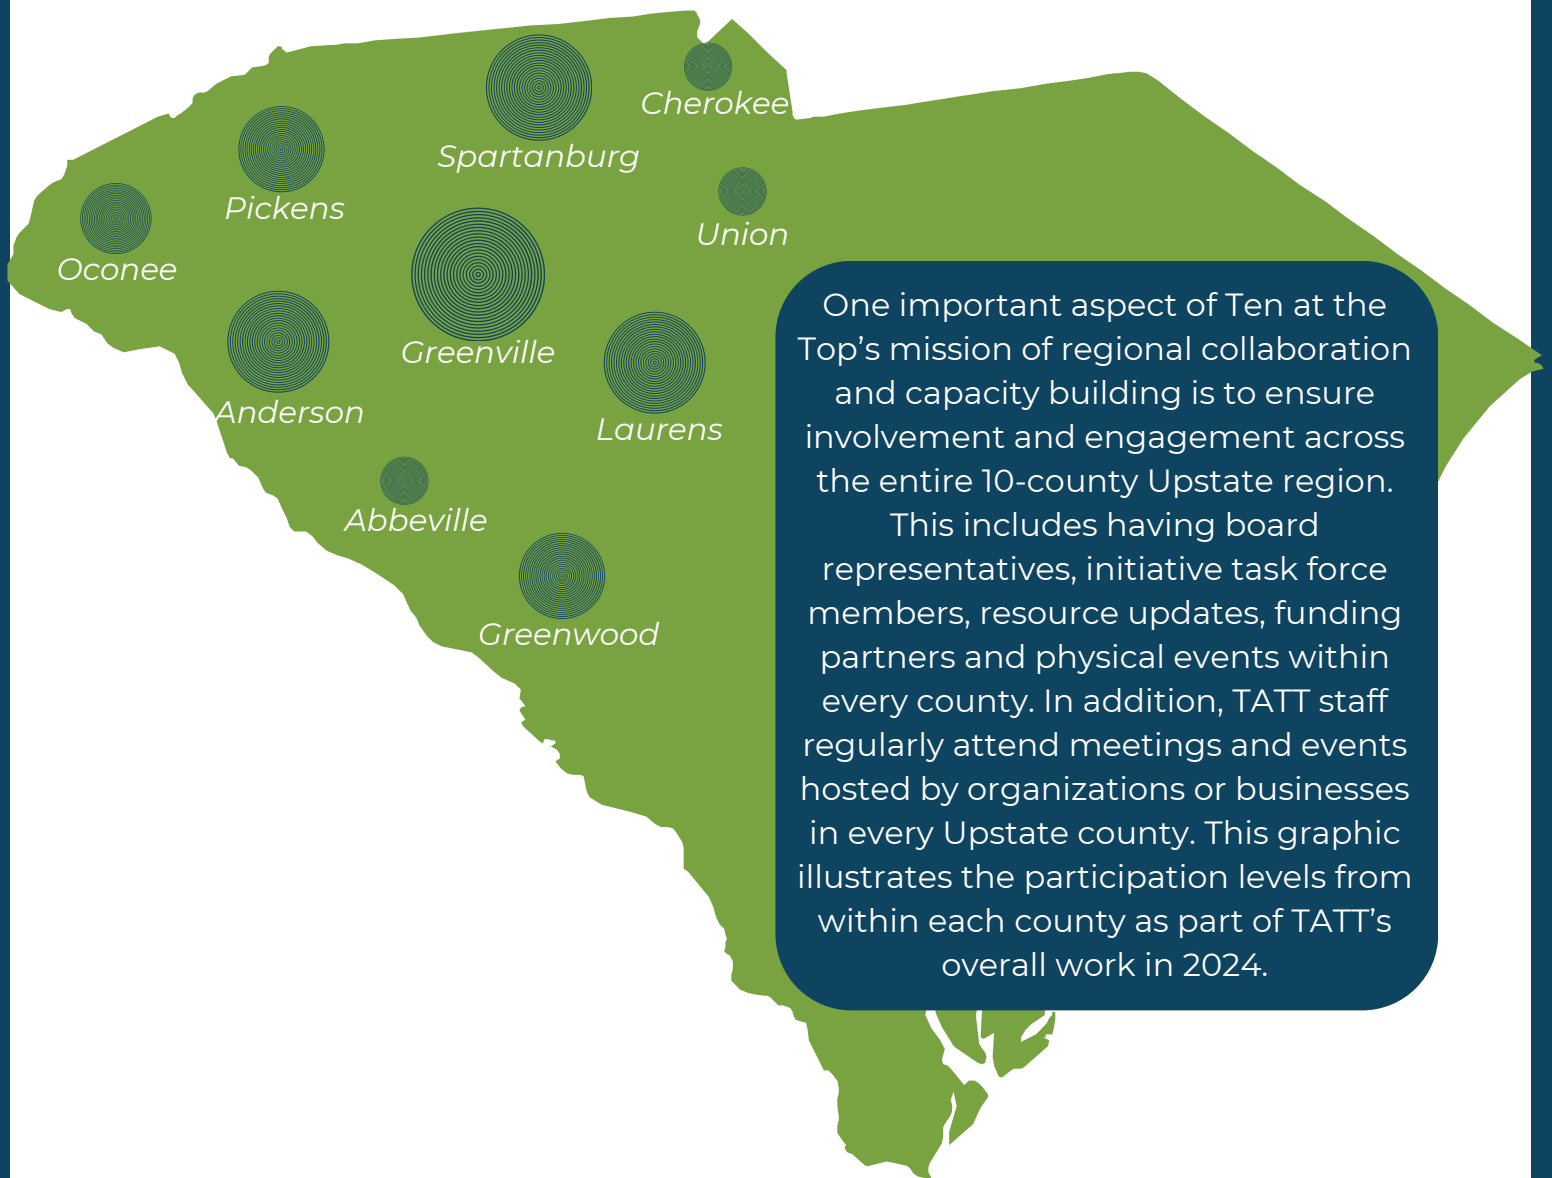 Cherokee
Spartanburg
Pickens
Union
Oconee
Greenville
Anderson
Laurens
Abbeville
Greenwood
One important aspect of Ten at the
Top’s mission of regional collaboration
and capacity building is to ensure
involvement and engagement across
the entire 10-county Upstate region.
This includes having board
representatives, initiative task force
members, resource updates, funding
partners and physical events within
every county. In addition, TATT staff
regularly attend meetings and events
hosted by organizations or businesses
in every Upstate county. This graphic
illustrates the participation levels from
within each county as part of TATT’s
overall work in 2024.